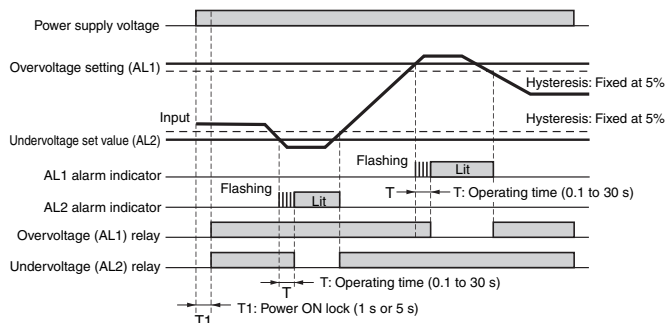 Power supply voltage
Overvoltage setting (AL1)
Hysteresis: Fixed at 5%
Input
Hysteresis: Fixed at 5%
Undervoltage set value (AL2)
Flashing
Lit
AL1 alarm indicator
Flashing
T
T: Operating time (0.1 to 30 s)
Lit
AL2 alarm indicator
Overvoltage (AL1) relay
Undervoltage (AL2) relay
T
T: Operating time (0.1 to 30 s)
T1: Power ON lock (1 s or 5 s)
T1